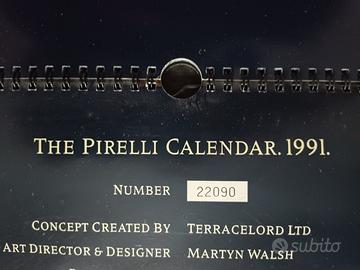 THE PIRELLI CALENDAR. 1991.
NUMBER 22090
CONCEPT CREATED BY TERRACELORD LTD
ART DIRECTOR & DESIGNER MARTYN WALSH
subito